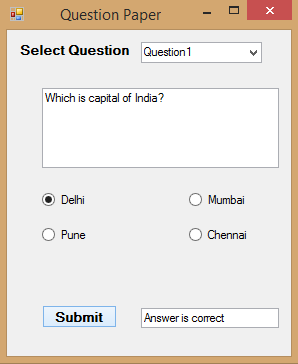 Question Paper
Select Question Question1
Which is capital of India?
Delhi Mumbai
Pune Chennai
Submit Answer is correct